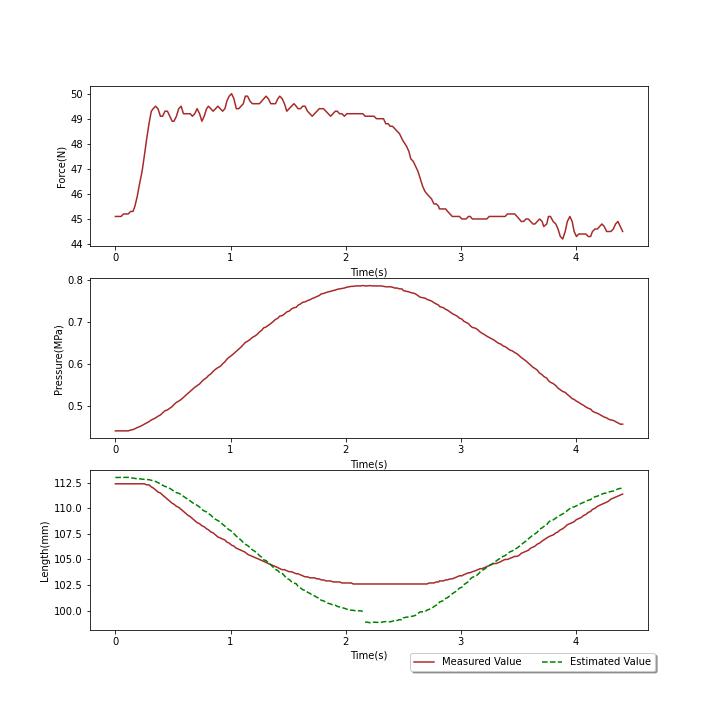 50
49
48
47
46
45
44
Force(N)
0 1 2 3 4
Time(s)
0.8
0.7
0.6
0.5
Pressure(MPa)
0 1 2 3 4
Time(s)
112.5
110.0
107.5
105.0
102.5
100.0
Length(mm)
0 1 2 3 4
Time(s)
Measured Value Estimated Value